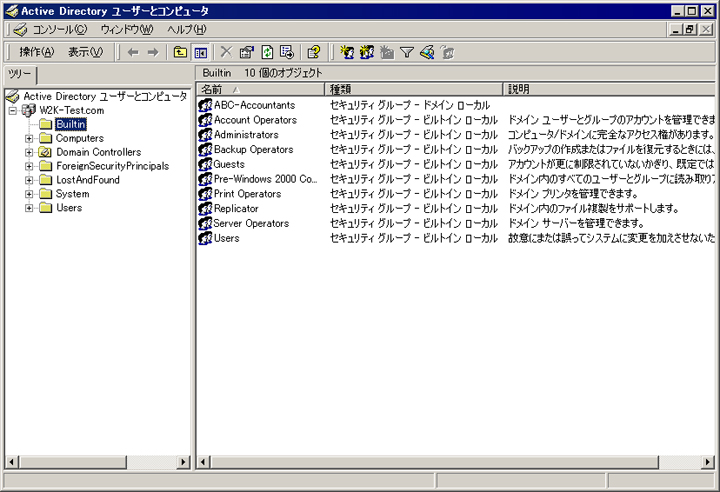 Active Directory ユーザーとコンピュータ
コンソール(C) ウィンドウ(W) ヘルプ(H)
操作(A) 表示(V)
ツリー
Builtin 10 個のオブジェクト
Active Directory ユーザーとコンピュータ
W2K-Test.com
Builtin
Computers
Domain Controllers
ForeignSecurityPrincipals
LostAndFound
System
Users
名前 種類 説明
ABC-Accountants セキュリティ グループ - ドメイン ローカル
Account Operators セキュリティ グループ - ビルトイン ローカル ドメイン ユーザーとグループのアカウントを管理できま
Administrators セキュリティ グループ - ビルトイン ローカル コンピュータ/ドメインに完全なアクセス権があります。
Backup Operators セキュリティ グループ - ビルトイン ローカル バックアップの作成またはファイルを復元するときには、
Guests セキュリティ グループ - ビルトイン ローカル アカウントが更に制限されていないかぎり、既定では
Pre-Windows 2000 Co... セキュリティ グループ - ビルトイン ローカル ドメイン内のすべてのユーザーとグループに読み取りア
Print Operators セキュリティ グループ - ビルトイン ローカル ドメイン プリンタを管理できます。
Replicator セキュリティ グループ - ビルトイン ローカル ドメイン内のファイル複製をサポートします。
Server Operators セキュリティ グループ - ビルトイン ローカル ドメイン サーバーを管理できます。
Users セキュリティ グループ - ビルトイン ローカル 故意にまたは誤ってシステムに変更を加えさせないた